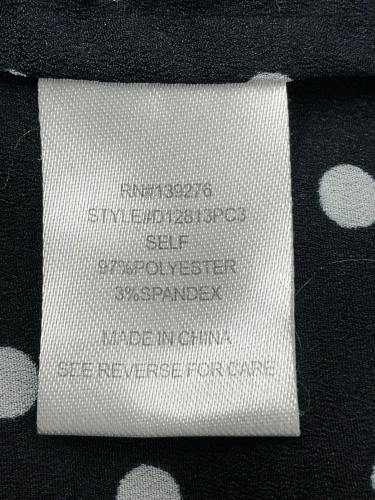 RN#139276
STYLE#D12813PC3
SELF
97%POLYESTER
3%SPANDEX
MADE IN CHINA
SEE REVERSE FOR CARE